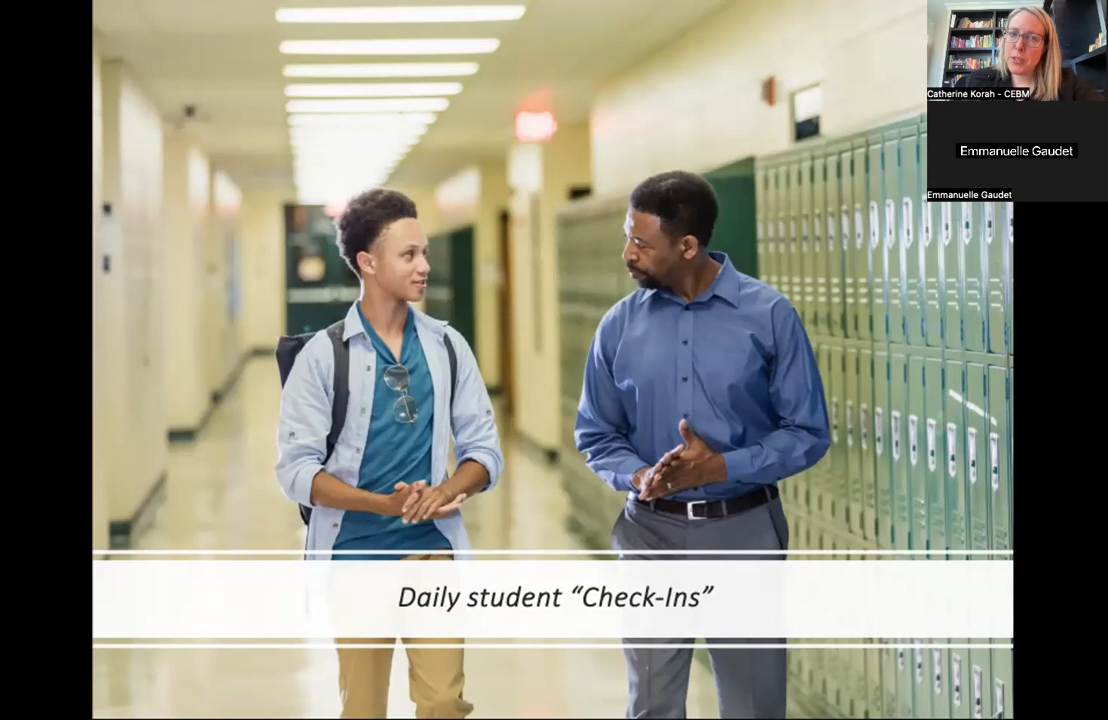 Catherine Korah - CEBM
Emmanuelle Gaudet
Emmanuelle Gaudet
Daily student “Check-Ins”